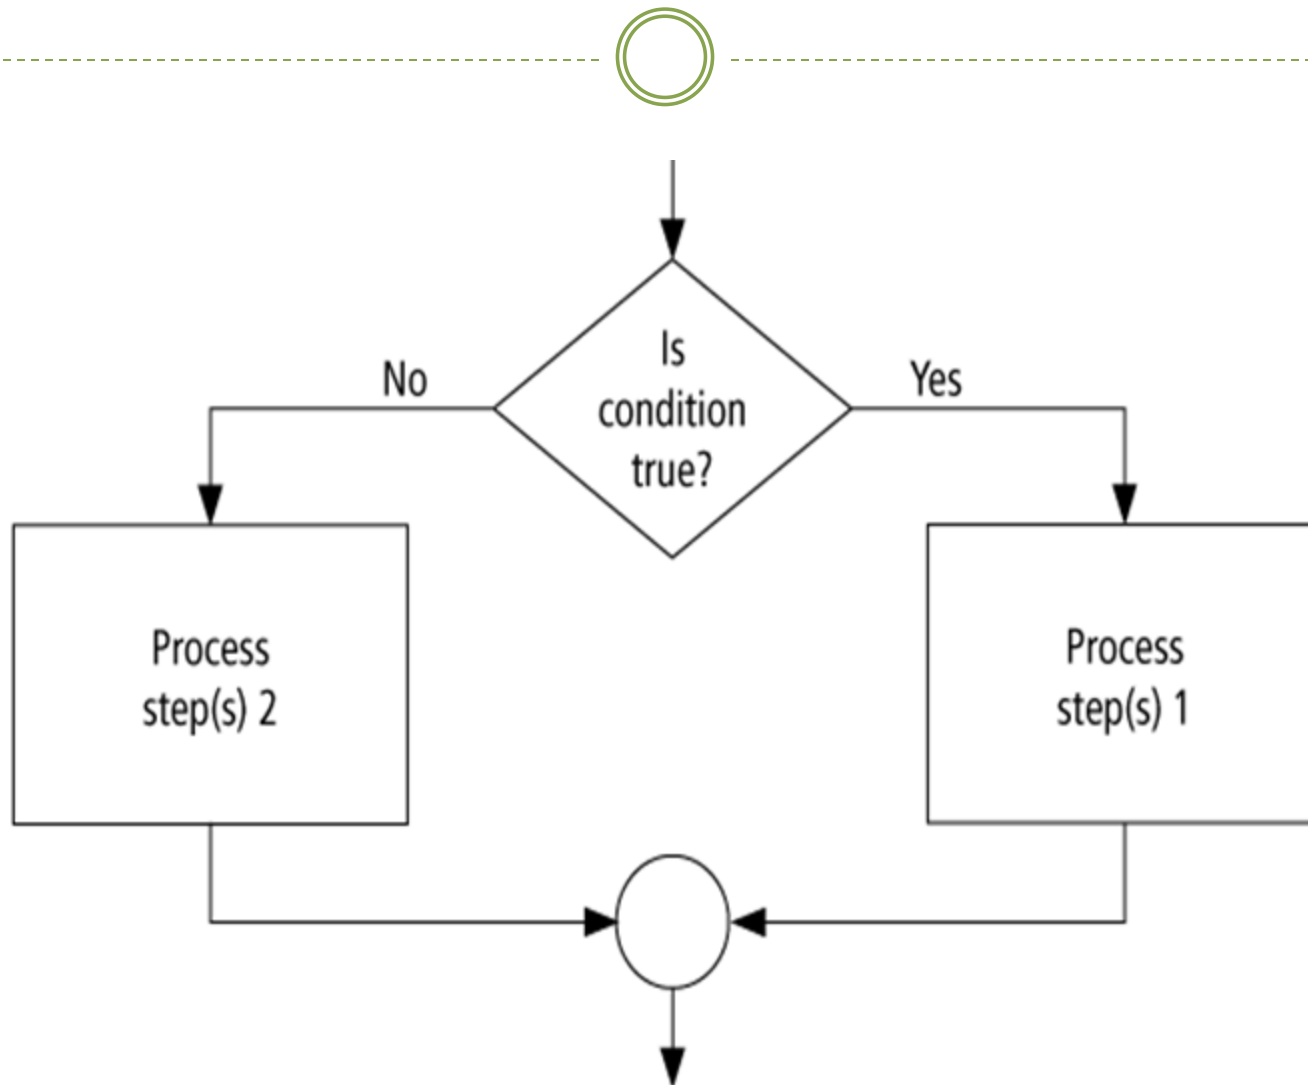 Is
condition
true?
No
Yes
Process
step(s) 2
Process
step(s) 1